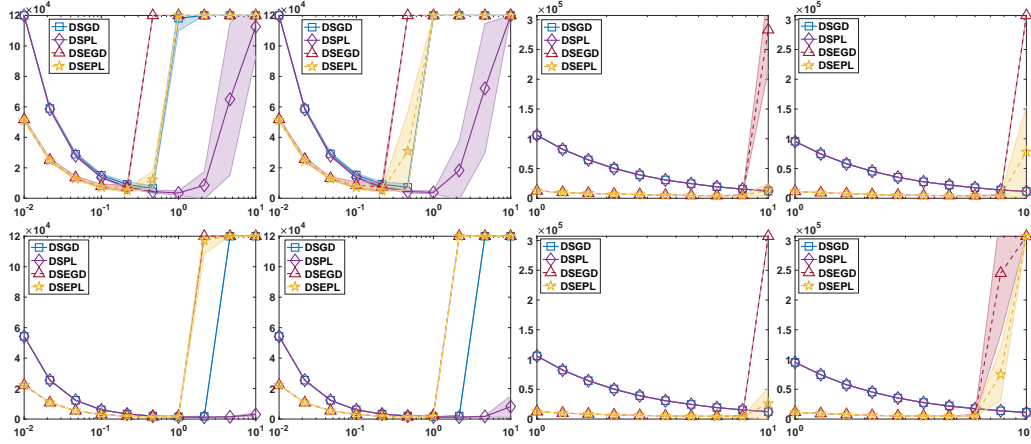 ×10⁴ ×10⁴ ×10⁵ ×10⁵
12 12 3 3
10 10 2.5 2.5
8 8 2 2
6 6 1.5 1.5
4 4 1 1
2 2 0.5 0.5
0 0 0 0
DSGD DSGD DSGD DSGD
DSPL DSPL DSPL DSPL
DSEGD DSEGD DSEGD DSEGD
DSEPL DSEPL DSEPL DSEPL
10⁻² 10⁻¹ 10⁰ 10¹ 10⁻² 10⁻¹ 10⁰ 10¹ 10⁰ 10¹ 10⁰ 10¹
×10⁴ ×10⁴ ×10⁵ ×10⁵
12 12 3 3
10 10 2.5 2.5
8 8 2 2
6 6 1.5 1.5
4 4 1 1
2 2 0.5 0.5
0 0 0 0
DSGD DSGD DSGD DSGD
DSPL DSPL DSPL DSPL
DSEGD DSEGD DSEGD DSEGD
DSEPL DSEPL DSEPL DSEPL
10⁻² 10⁻¹ 10⁰ 10¹ 10⁻² 10⁻¹ 10⁰ 10¹ 10⁰ 10¹ 10⁰ 10¹